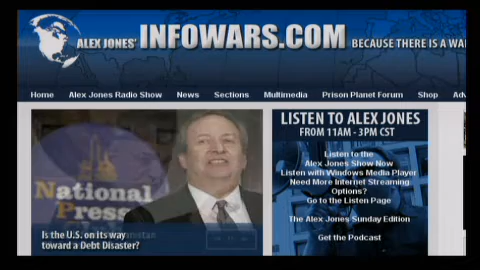 ALEX JONES' INFOWARS.COM BECAUSE THERE IS A WA
Home Alex Jones Radio Show News Sections Multimedia Prison Planet Forum Shop Adv
LISTEN TO ALEX JONES
FROM 11AM - 3PM CST
Listen to the
Alex Jones Show Now
Listen with Windows Media Player
Need More Internet Streaming
Options?
Go to the Listen Page
The Alex Jones Sunday Edition
Get the Podcast
National
Press
Is the U.S. on its way
toward a Debt Disaster?